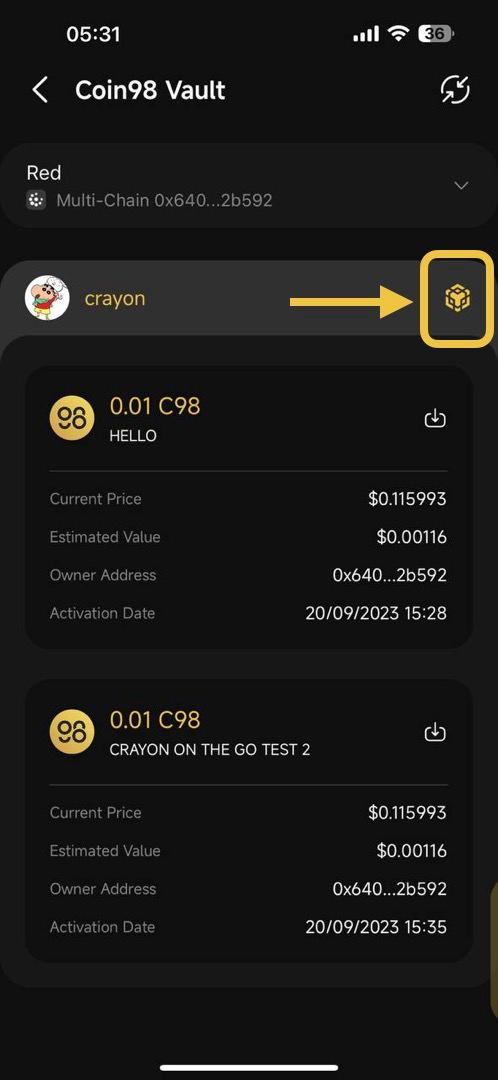 05:31
36
Coin98 Vault
Red
Multi-Chain 0x640...2b592
crayon
98
0.01 C98
HELLO
Current Price $0.115993
Estimated Value $0.00116
Owner Address 0x640...2b592
Activation Date 20/09/2023 15:28
98
0.01 C98
CRAYON ON THE GO TEST 2
Current Price $0.115993
Estimated Value $0.00116
Owner Address 0x640...2b592
Activation Date 20/09/2023 15:35